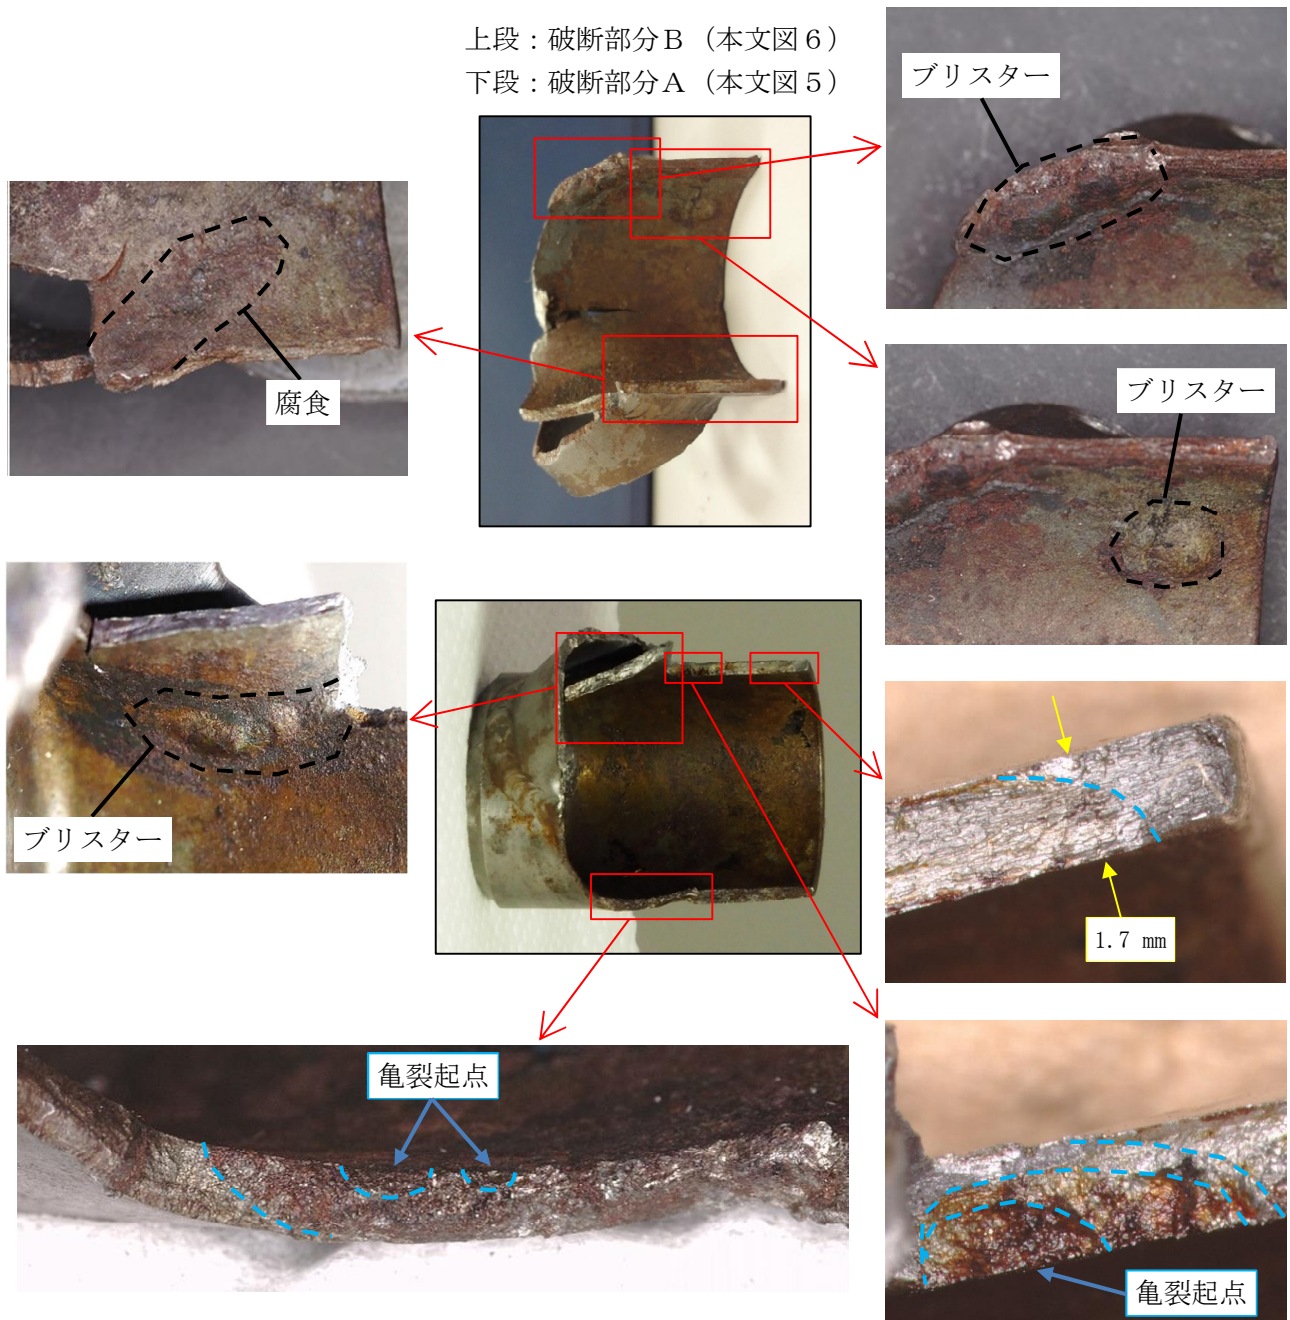 上段：破断部分Ｂ（本文図６）
下段：破断部分Ａ（本文図５）
ブリスター
腐食
ブリスター
ブリスター
1.7 mm
亀裂起点
亀裂起点